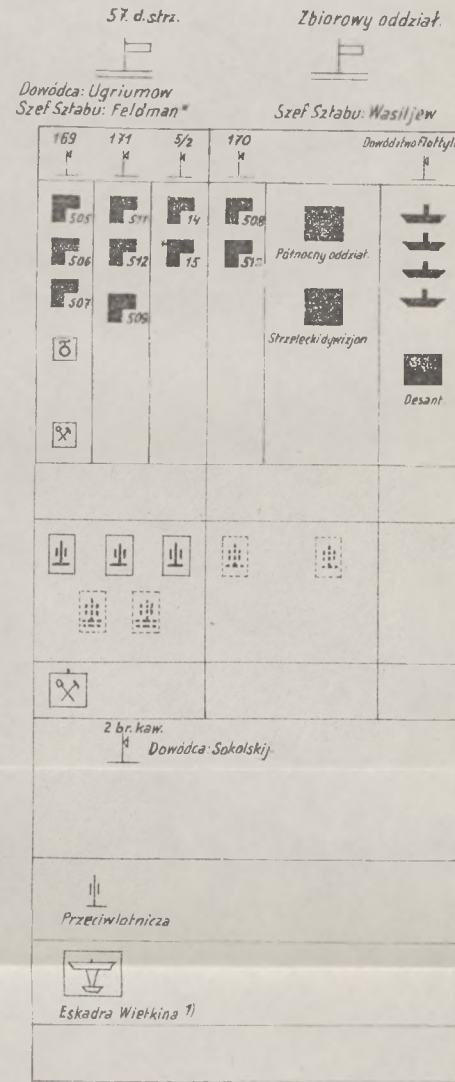 57. d. strz.
Zbiorowy oddział.
Dowódca: Ugriumow
Szef Sztabu: Feldman*
Szef Sztabu: Wasiljew
169 171 5/2 170 Dowództwo Flottyl
505 511 14 508
506 512 15
507 509
Północny oddział.
Strzelecki dywizjon
Desant.
2 br. kaw.
Dowódca: Sokolskij
Przeciwlotnicza
Eskadra Wietkina 1)